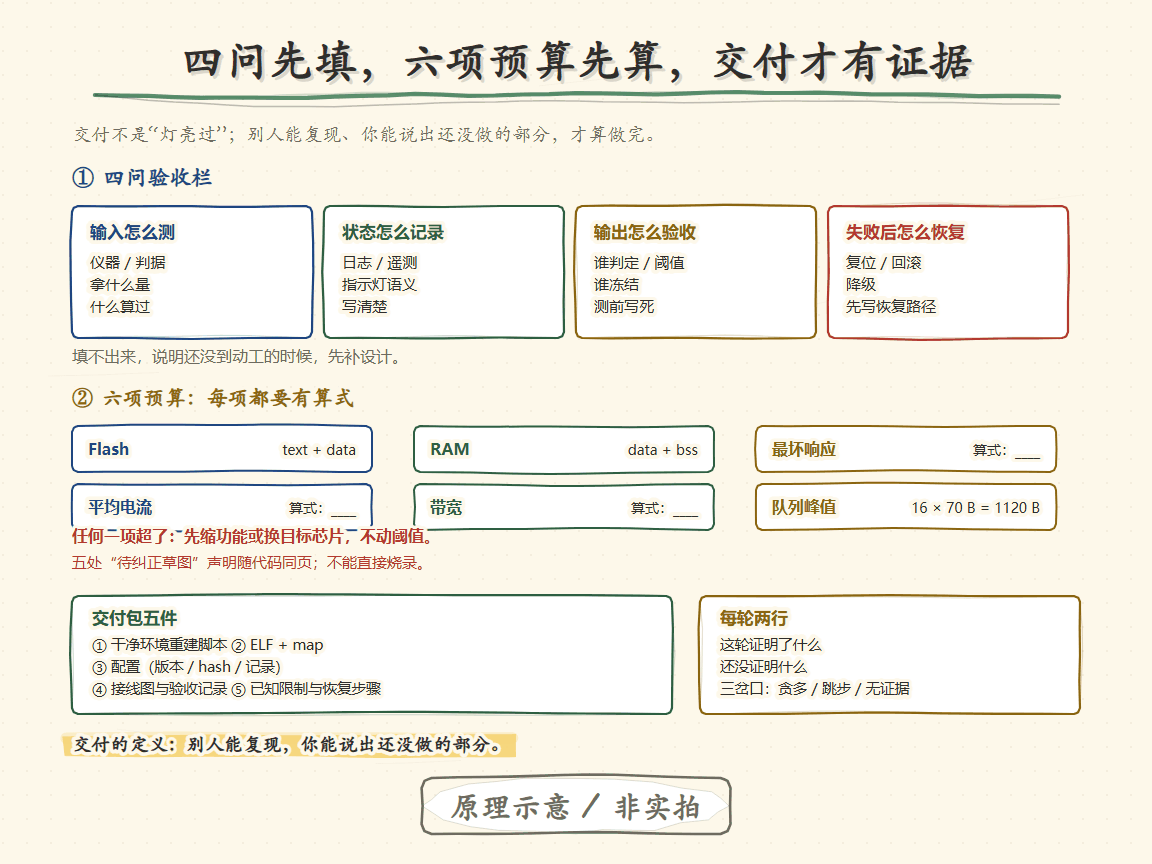 四问先填，六项预算先算，交付才有证据
交付不是“灯亮过”；别人能复现、你能说出还没做的部分，才算做完。
① 四问验收栏
输入怎么测
仪器 / 判据
拿什么量
什么算过
状态怎么记录
日志 / 遥测
指示灯语义
写清楚
输出怎么验收
谁判定 / 阈值
谁冻结
测前写死
失败后怎么恢复
复位 / 回滚
降级
先写恢复路径
填不出来，说明还没到动工的时候，先补设计。
② 六项预算：每项都要有算式
Flash text + data
RAM data + bss
最坏响应 算式：____
平均电流 算式：____
带宽 算式：____
队列峰值 16 × 70 B = 1120 B
任何一项超了：先缩功能或换目标芯片，不动阈值。
五处“待纠正草图”声明随代码同页；不能直接烧录。
交付包五件
① 干净环境重建脚本 ② ELF + map
③ 配置（版本 / hash / 记录）
④ 接线图与验收记录 ⑤ 已知限制与恢复步骤
每轮两行
这轮证明了什么
还没证明什么
三岔口：贪多 / 跳步 / 无证据
交付的定义：别人能复现，你能说出还没做的部分。
原理示意 / 非实拍